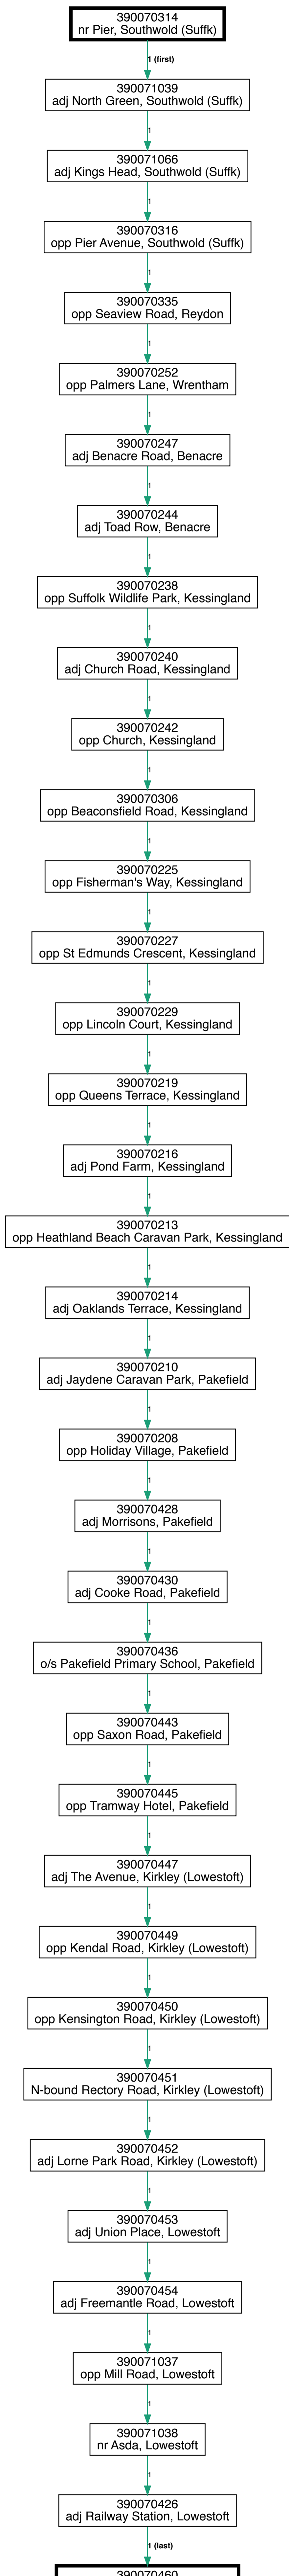 390070314
nr Pier, Southwold (Suffk)
1 (first)
390071039
adj North Green, Southwold (Suffk)
1
390071066
adj Kings Head, Southwold (Suffk)
1
390070316
opp Pier Avenue, Southwold (Suffk)
1
390070335
opp Seaview Road, Reydon
1
390070252
opp Palmers Lane, Wrentham
1
390070247
adj Benacre Road, Benacre
1
390070244
adj Toad Row, Benacre
1
390070238
opp Suffolk Wildlife Park, Kessingland
1
390070240
adj Church Road, Kessingland
1
390070242
opp Church, Kessingland
1
390070306
opp Beaconsfield Road, Kessingland
1
390070225
opp Fisherman's Way, Kessingland
1
390070227
opp St Edmunds Crescent, Kessingland
1
390070229
opp Lincoln Court, Kessingland
1
390070219
opp Queens Terrace, Kessingland
1
390070216
adj Pond Farm, Kessingland
1
390070213
opp Heathland Beach Caravan Park, Kessingland
1
390070214
adj Oaklands Terrace, Kessingland
1
390070210
adj Jaydene Caravan Park, Pakefield
1
390070208
opp Holiday Village, Pakefield
1
390070428
adj Morrisons, Pakefield
1
390070430
adj Cooke Road, Pakefield
1
390070436
o/s Pakefield Primary School, Pakefield
1
390070443
opp Saxon Road, Pakefield
1
390070445
opp Tramway Hotel, Pakefield
1
390070447
adj The Avenue, Kirkley (Lowestoft)
1
390070449
opp Kendal Road, Kirkley (Lowestoft)
1
390070450
opp Kensington Road, Kirkley (Lowestoft)
1
390070451
N-bound Rectory Road, Kirkley (Lowestoft)
1
390070452
adj Lorne Park Road, Kirkley (Lowestoft)
1
390070453
adj Union Place, Lowestoft
1
390070454
adj Freemantle Road, Lowestoft
1
390071037
opp Mill Road, Lowestoft
1
390071038
nr Asda, Lowestoft
1
390070426
adj Railway Station, Lowestoft
1 (last)
390070460